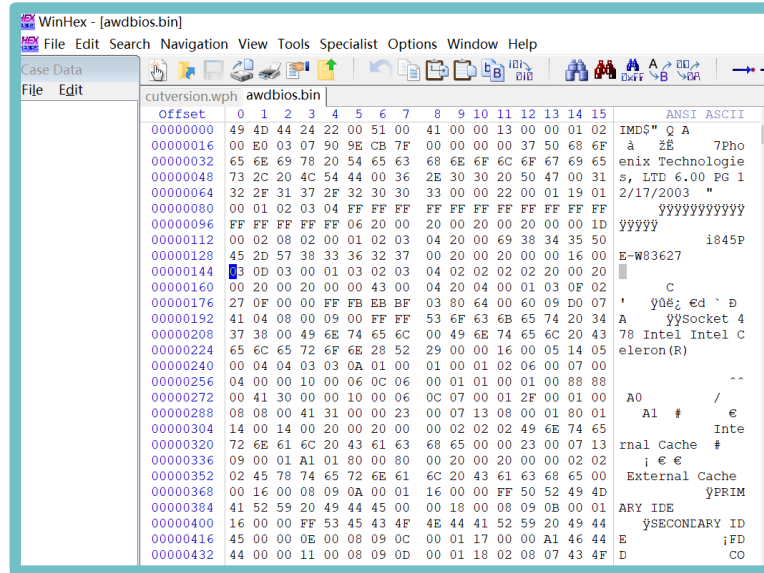 WinHex - [awdbios.bin]
File Edit Search Navigation View Tools Specialist Options Window Help
Case Data
File Edit
cutversion.wph awdbios.bin
Offset 0 1 2 3 4 5 6 7 8 9 10 11 12 13 14 15 ANSI ASCII
00000000 49 4D 44 24 22 00 51 00 41 00 00 13 00 00 01 02 IMD$" Q A
00000016 00 E0 03 07 90 9E CB 7F 00 00 00 00 37 50 68 6F à žË 7Pho
00000032 65 6E 69 78 20 54 65 63 68 6E 6F 6C 6F 67 69 65 enix Technologie
00000048 73 2C 20 4C 54 44 00 36 2E 30 30 20 50 47 00 31 s, LTD 6.00 PG 1
00000064 32 2F 31 37 2F 32 30 30 33 00 00 22 00 01 19 01 2/17/2003 "
00000080 00 01 02 03 04 FF FF FF FF FF FF FF FF FF FF FF ÿÿÿÿÿÿÿÿÿÿÿ
00000096 FF FF FF FF FF 06 20 00 20 00 20 00 20 00 00 1D ÿÿÿÿÿ
00000112 00 02 08 02 00 01 02 03 04 20 00 69 38 34 35 50 i845P
00000128 45 2D 57 38 33 36 32 37 00 00 20 00 20 00 00 16 00 E-W83627
00000144 03 0D 03 00 01 03 02 03 04 02 02 02 02 20 00 20
00000160 00 20 00 20 00 00 43 00 04 20 04 00 01 03 0F 02 C
00000176 27 0F 00 00 FF FB EB BF 03 80 64 00 60 09 D0 07 ' ÿûë¿ €d ` Ð
00000192 41 04 08 00 09 00 FF FF 53 6F 63 6B 65 74 20 34 A ÿÿSocket 4
00000208 37 38 00 49 6E 74 65 6C 00 49 6E 74 65 6C 20 43 78 Intel Intel C
00000224 65 6C 65 72 6F 6E 28 52 29 00 00 16 00 05 14 05 eleron(R)
00000240 00 04 04 03 03 0A 01 00 01 00 01 02 06 00 07 00
00000256 04 00 00 10 00 06 0C 06 00 01 01 00 01 00 88 88 ˆˆ
00000272 00 41 30 00 00 10 00 06 0C 07 00 01 2F 00 01 00 A0 /
00000288 08 08 00 41 31 00 00 23 00 07 13 08 00 01 80 01 A1 # €
00000304 14 00 14 00 20 00 20 00 00 02 02 02 49 6E 74 65 Inte
00000320 72 6E 61 6C 20 43 61 63 68 65 00 00 23 00 07 13 rnal Cache #
00000336 09 00 01 A1 01 80 00 80 00 20 00 20 00 00 02 02 ¡ € €
00000352 02 45 78 74 65 72 6E 61 6C 20 43 61 63 68 65 00 External Cache
00000368 00 16 00 08 09 0A 00 01 16 00 00 FF 50 52 49 4D ÿPRIM
00000384 41 52 59 20 49 44 45 00 00 18 00 08 09 0B 00 01 ARY IDE
00000400 16 00 00 FF 53 45 43 4F 4E 44 41 52 59 20 49 44 ÿSECONDARY ID
00000416 45 00 00 0E 00 08 09 0C 00 01 17 00 00 A1 46 44 E ¡FD
00000432 44 00 00 11 00 08 09 0D 00 01 18 02 08 07 43 4F D CO